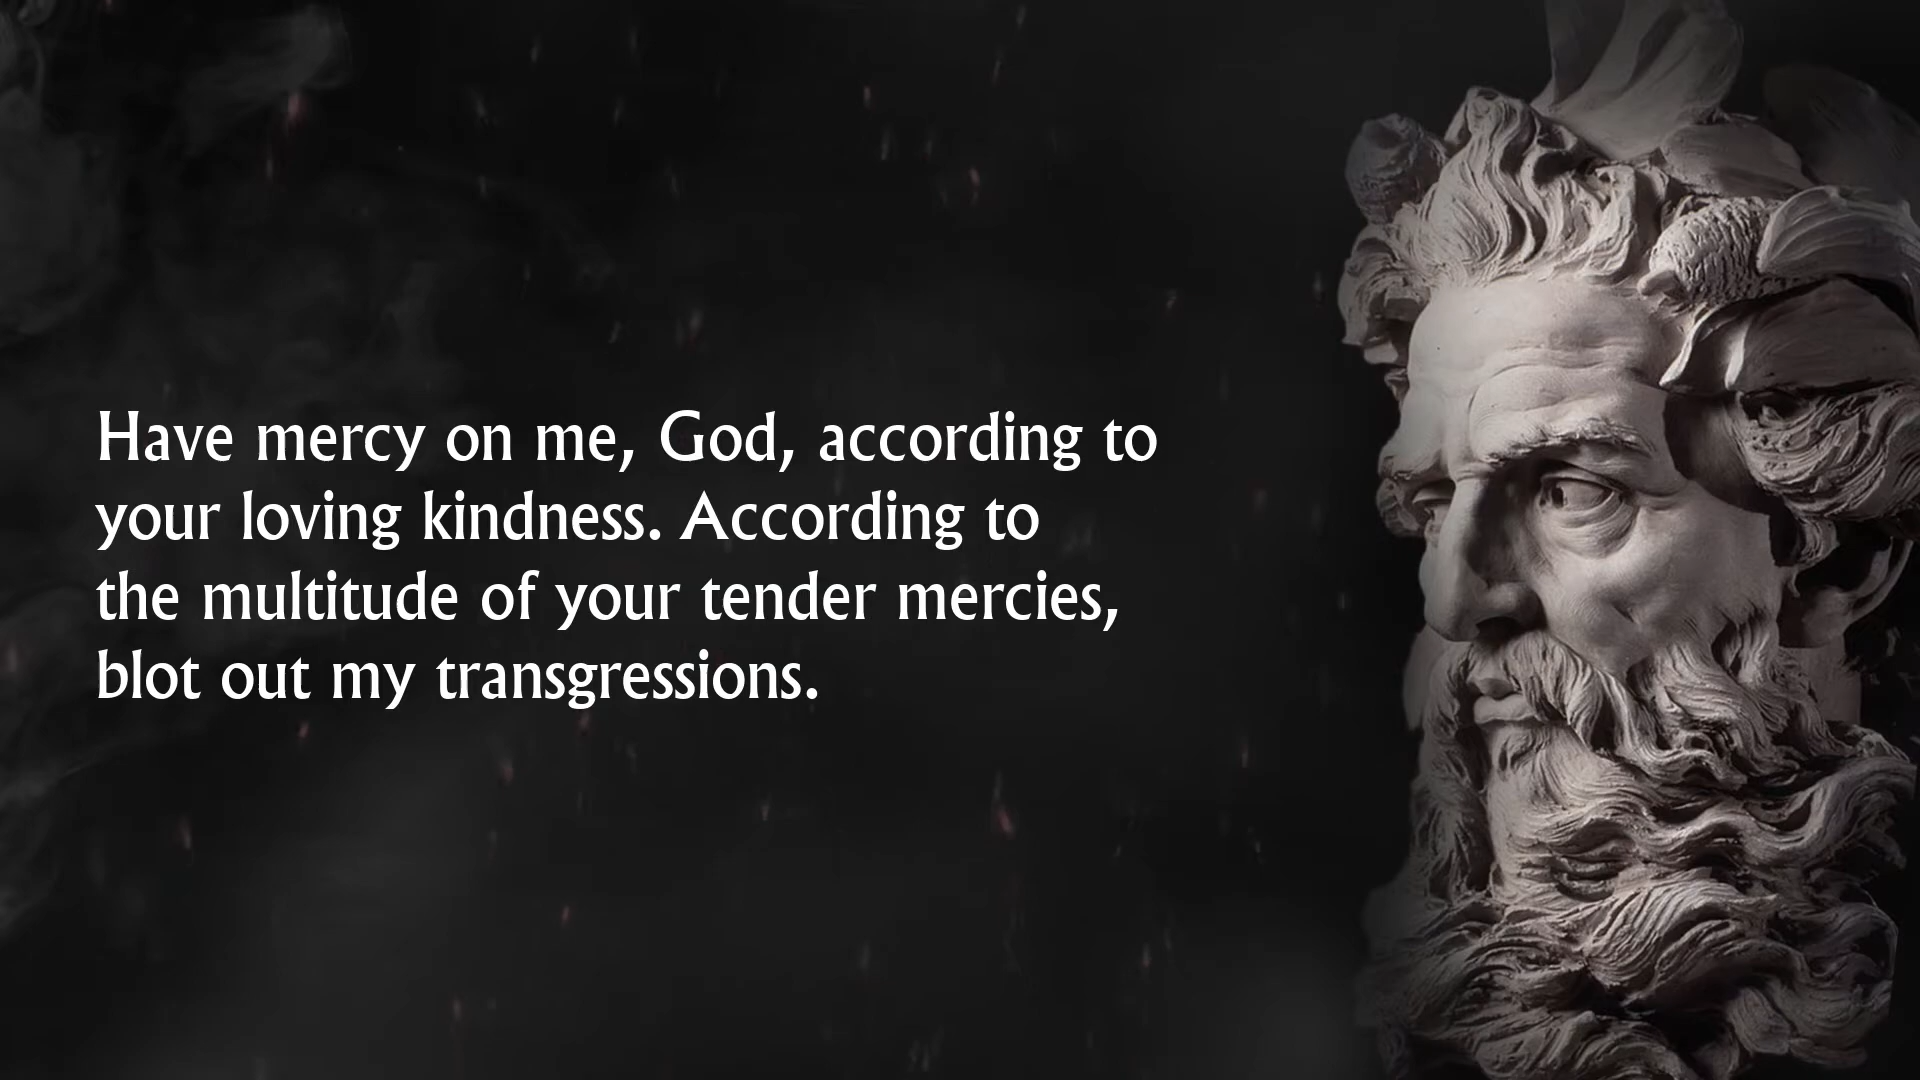 Have mercy on me, God, according to
your loving kindness. According to
the multitude of your tender mercies,
blot out my transgressions.